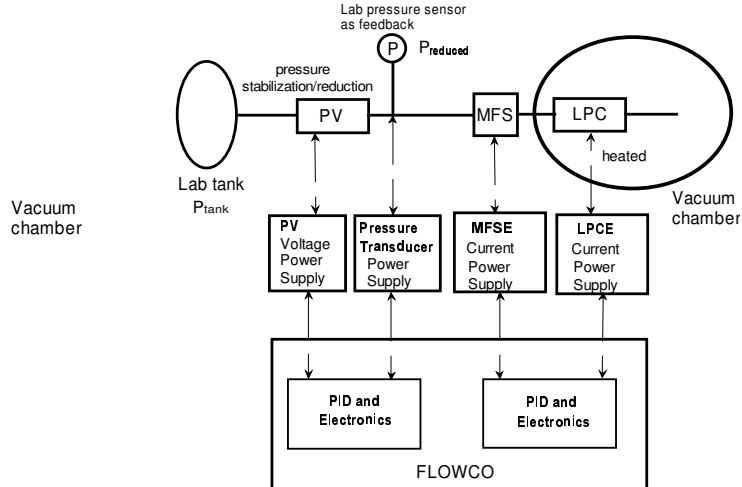 Lab pressure sensor
as feedback
P
Preduced
pressure
stabilization/reduction
PV
MFS
LPC
heated
Lab tank
Ptank
Vacuum
chamber
Vacuum
chamber
PV
Voltage
Power
Supply
Pressure
Transducer
Power
Supply
MFSE
Current
Power
Supply
LPCE
Current
Power
Supply
PID and
Electronics
PID and
Electronics
FLOWCO